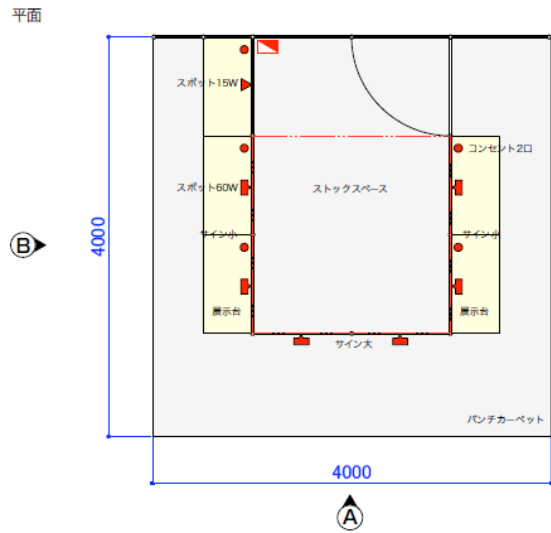 平面
スポット15W
コンセント2口
スポット60W
ストックスペース
サイン小
サイン小
B
4000
展示台
展示台
サイン大
パンチカーペット
4000
A